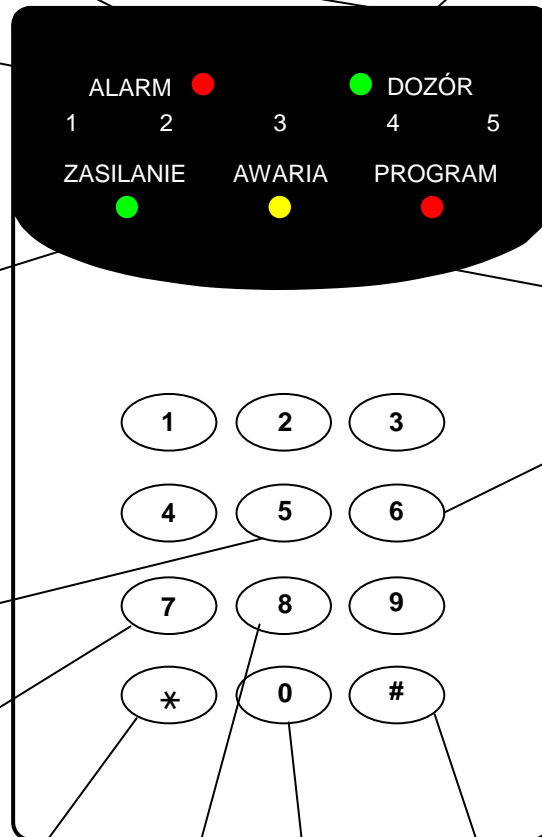 ALARM DOZÓR
1 2 3 4 5
ZASILANIE AWARIA PROGRAM
1 2 3
4 5 6
7 8 9
* 0 #